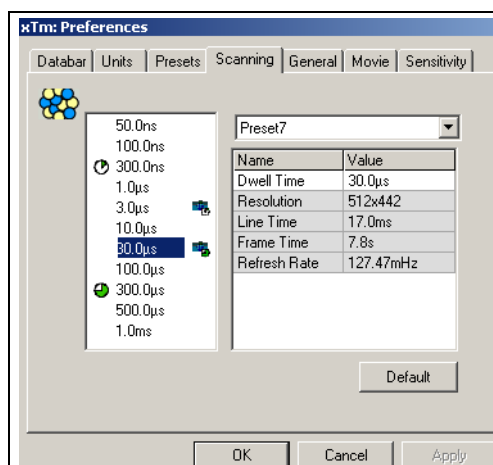 xTm: Preferences
Databar Units Presets Scanning General Movie Sensitivity
50.0ns
100.0ns
300.0ns
1.0µs
3.0µs
10.0µs
30.0µs
100.0µs
300.0µs
500.0µs
1.0ms
Preset7
Name Value
Dwell Time 30.0µs
Resolution 512x442
Line Time 17.0ms
Frame Time 7.8s
Refresh Rate 127.47mHz
Default
OK Cancel Apply